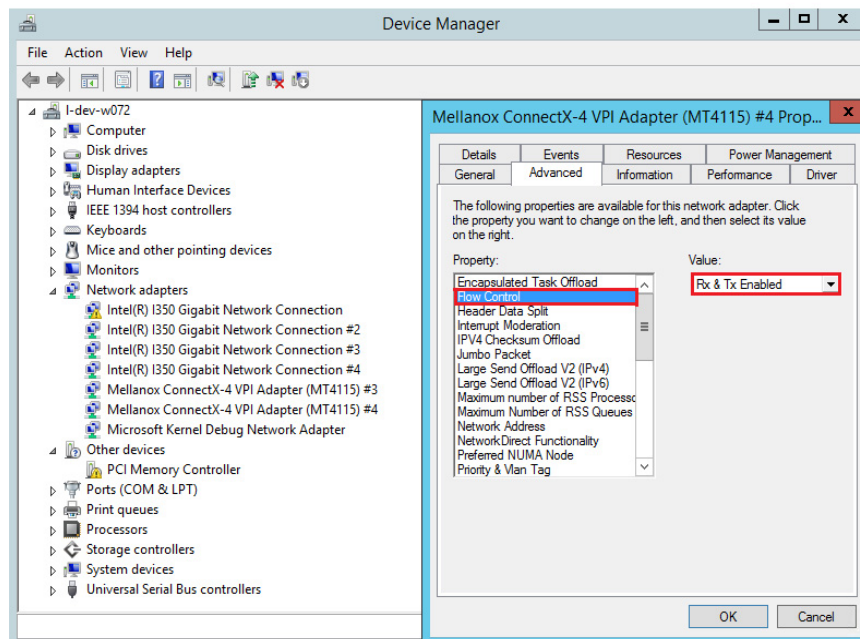 Device Manager
File Action View Help
l-dev-w072
Computer
Disk drives
Display adapters
Human Interface Devices
IEEE 1394 host controllers
Keyboards
Mice and other pointing devices
Monitors
Network adapters
Intel(R) I350 Gigabit Network Connection
Intel(R) I350 Gigabit Network Connection #2
Intel(R) I350 Gigabit Network Connection #3
Intel(R) I350 Gigabit Network Connection #4
Mellanox ConnectX-4 VPI Adapter (MT4115) #3
Mellanox ConnectX-4 VPI Adapter (MT4115) #4
Microsoft Kernel Debug Network Adapter
Other devices
PCI Memory Controller
Ports (COM & LPT)
Print queues
Processors
Storage controllers
System devices
Universal Serial Bus controllers
Mellanox ConnectX-4 VPI Adapter (MT4115) #4 Prop...
x
Details Events Resources Power Management
General Advanced Information Performance Driver
The following properties are available for this network adapter. Click
the property you want to change on the left, and then select its value
on the right.
Property:
Value:
Encapsulated Task Offload
Flow Control
Header Data Split
Interrupt Moderation
IPV4 Checksum Offload
Jumbo Packet
Large Send Offload V2 (IPv4)
Large Send Offload V2 (IPv6)
Maximum number of RSS Processo
Maximum Number of RSS Queues
Network Address
NetworkDirect Functionality
Preferred NUMA Node
Priority & Vlan Tag
Rx & Tx Enabled
OK Cancel